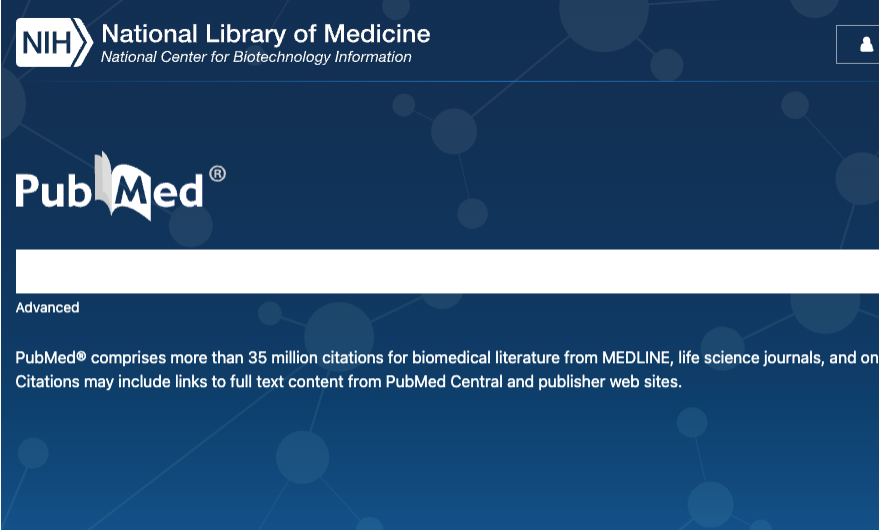 NIH
National Library of Medicine
National Center for Biotechnology Information
PubMed®
Advanced
PubMed® comprises more than 35 million citations for biomedical literature from MEDLINE, life science journals, and on
Citations may include links to full text content from PubMed Central and publisher web sites.